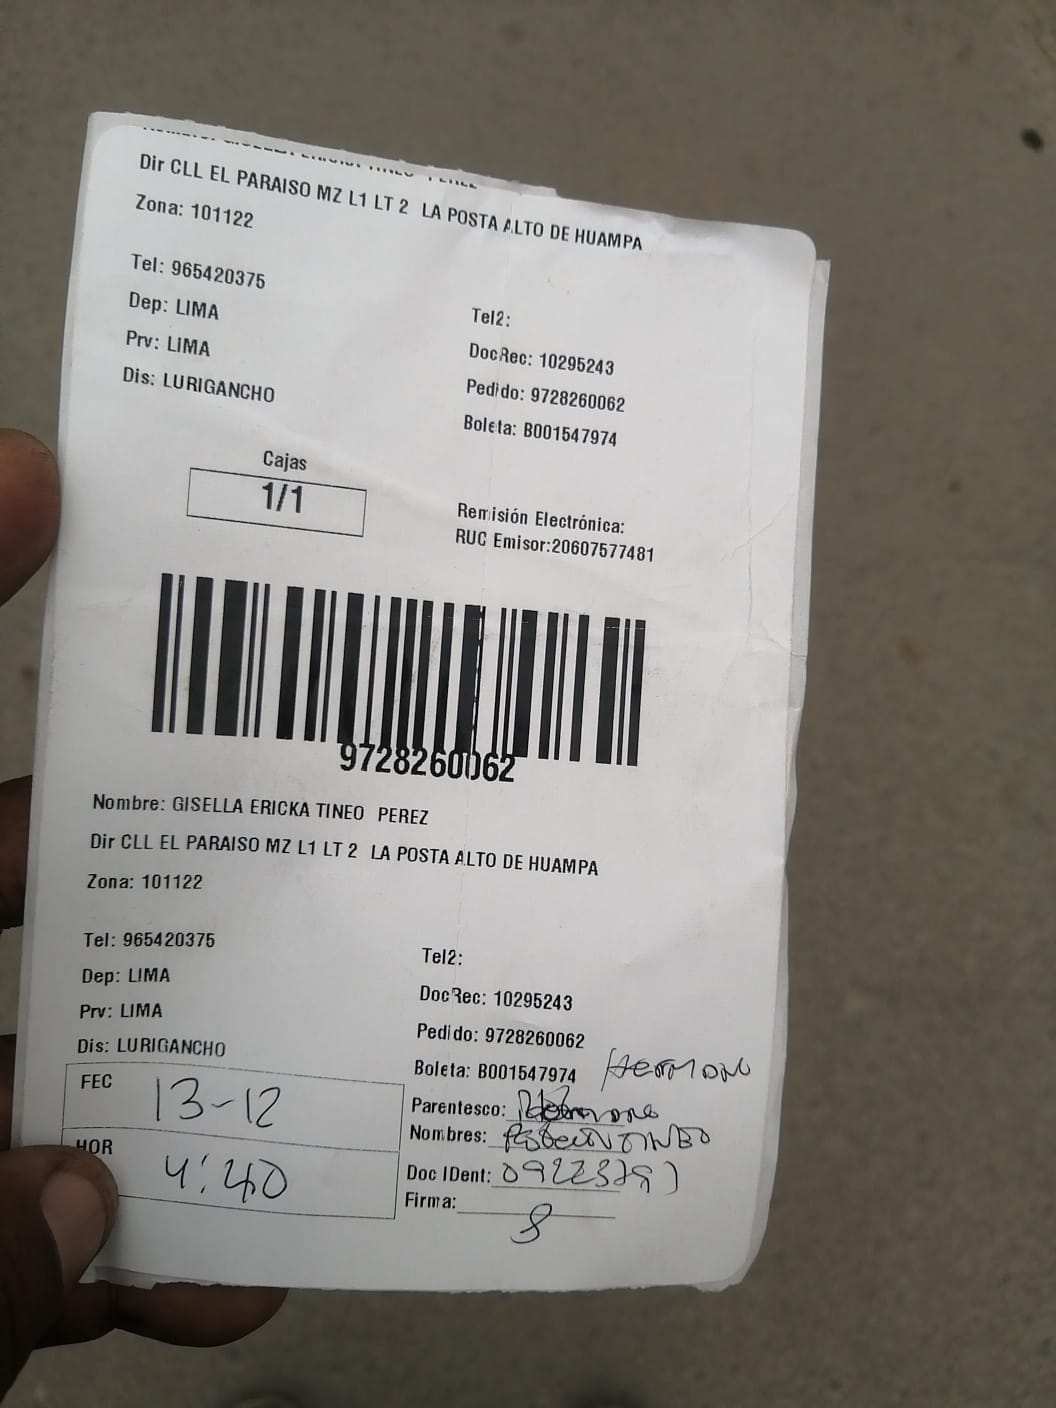 Dir CLL EL PARAISO MZ L1 LT 2 LA POSTA ALTO DE HUAMPA
Zona: 101122
Tel: 965420375
Dep: LIMA
Prv: LIMA
Dis: LURIGANCHO
Tel2:
DocRec: 10295243
Pedido: 9728260062
Boleta: B001547974
Cajas
1/1
Remisión Electrónica:
RUC Emisor:20607577481
9728260062
Nombre: GISELLA ERICKA TINEO PEREZ
Dir CLL EL PARAISO MZ L1 LT 2 LA POSTA ALTO DE HUAMPA
Zona: 101122
Tel: 965420375
Dep: LIMA
Prv: LIMA
Dis: LURIGANCHO
Tel2:
DocRec: 10295243
Pedido: 9728260062
Boleta: B001547974
Hermano
FEC 13-12
HOR 4:40
Parentesco:
Nombres: TINEO
Doc IDent:
Firma: